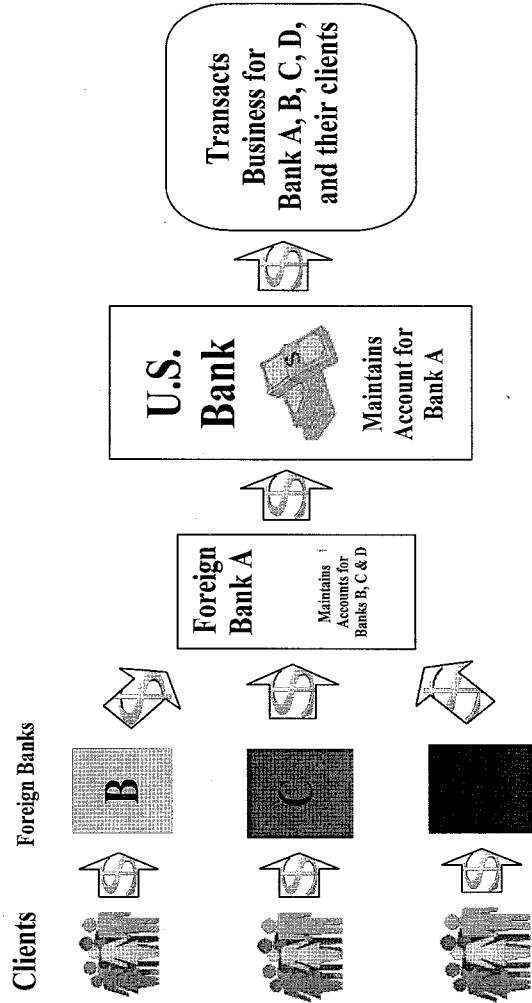 Clients
Foreign Banks
B
C
Foreign
Bank A
Maintains
Accounts for
Banks B, C & D
U.S.
Bank
$
Maintains
Account for
Bank A
Transacts
Business for
Bank A, B, C, D,
and their clients